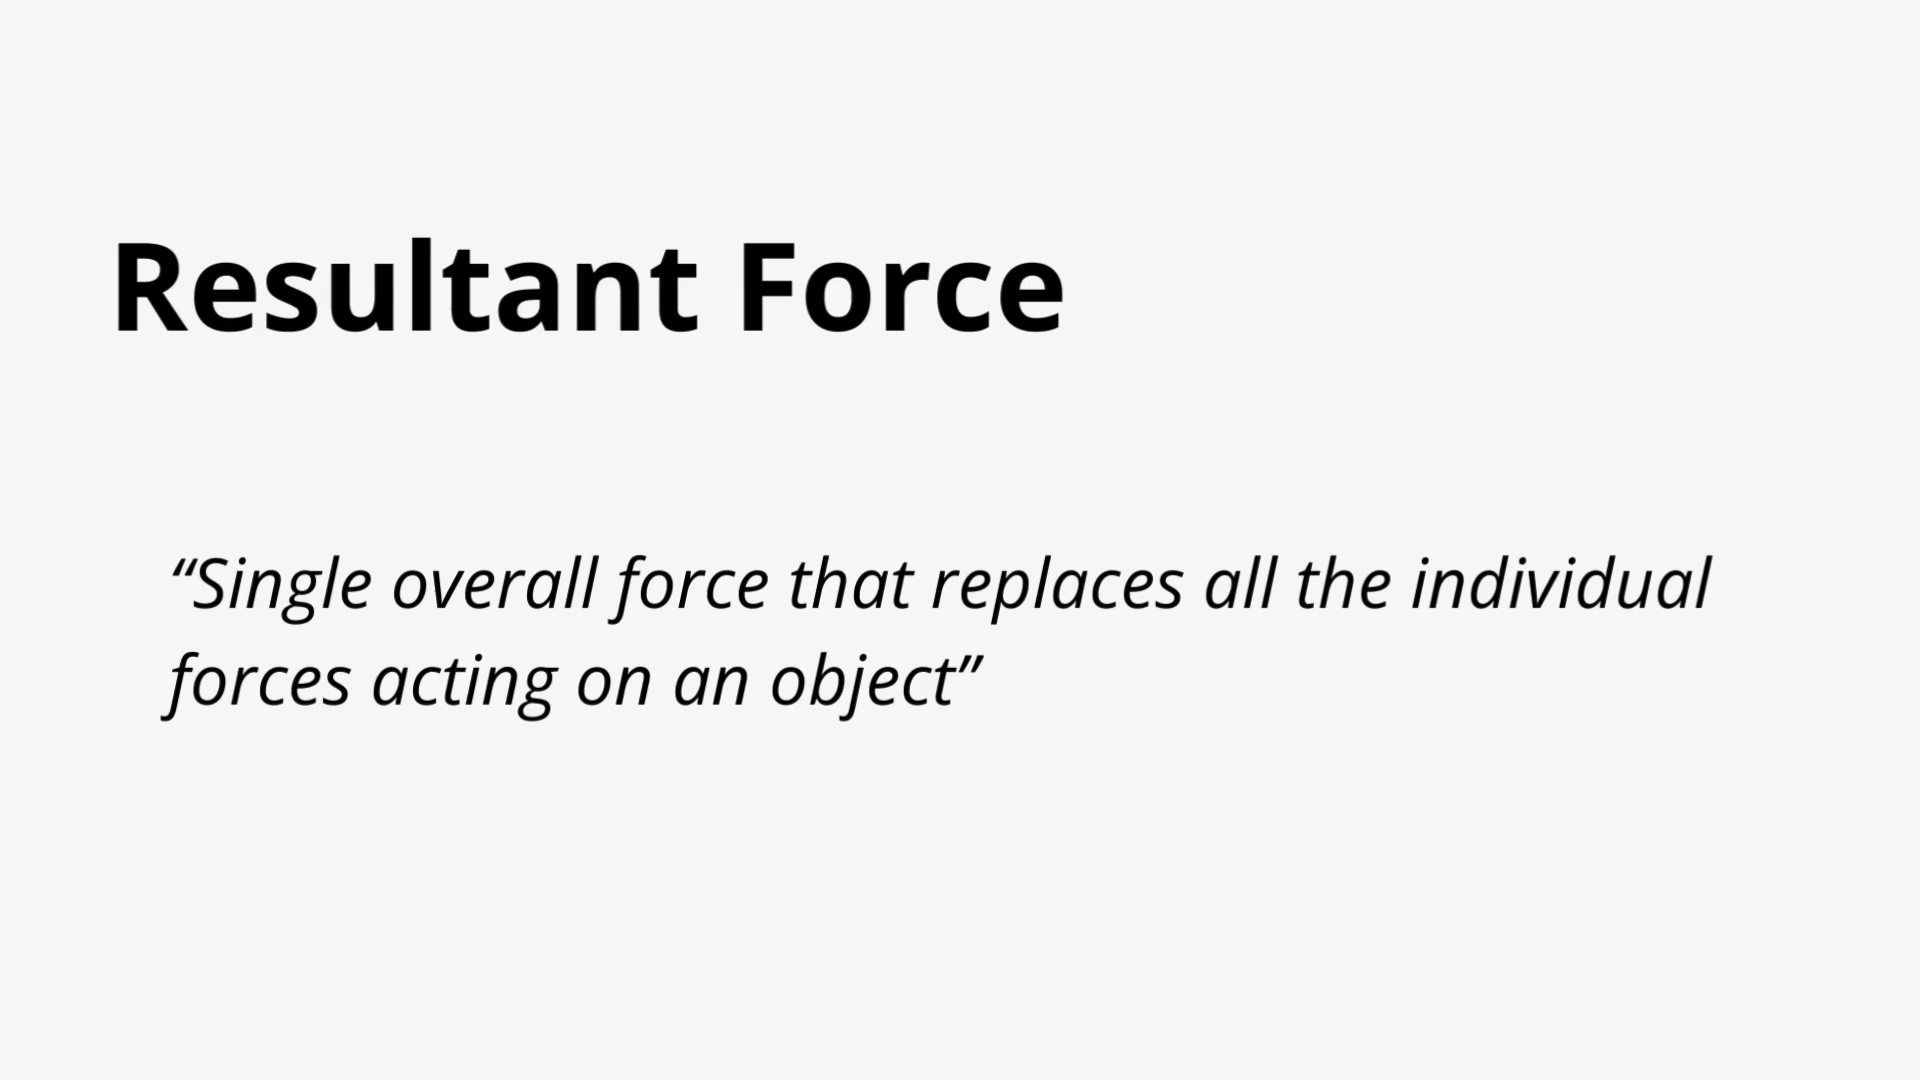 Resultant Force
“Single overall force that replaces all the individual
forces acting on an object”